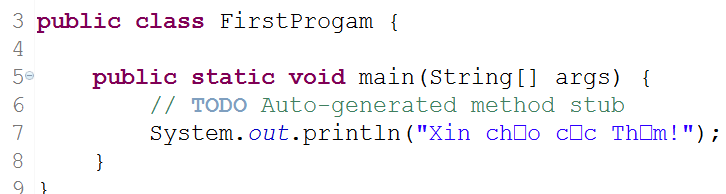 3 public class FirstProgam {
4
5 public static void main(String[] args) {
6 // TODO Auto-generated method stub
7 System.out.println("Xin ch□o c□c Th□m!");
8 }
9 }